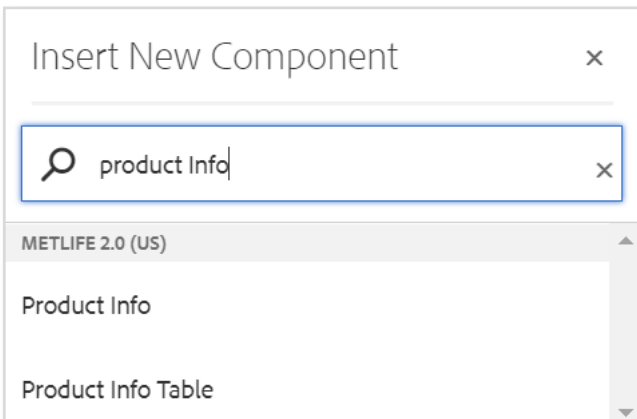 Insert New Component
product Info
METLIFE 2.0 (US)
Product Info
Product Info Table